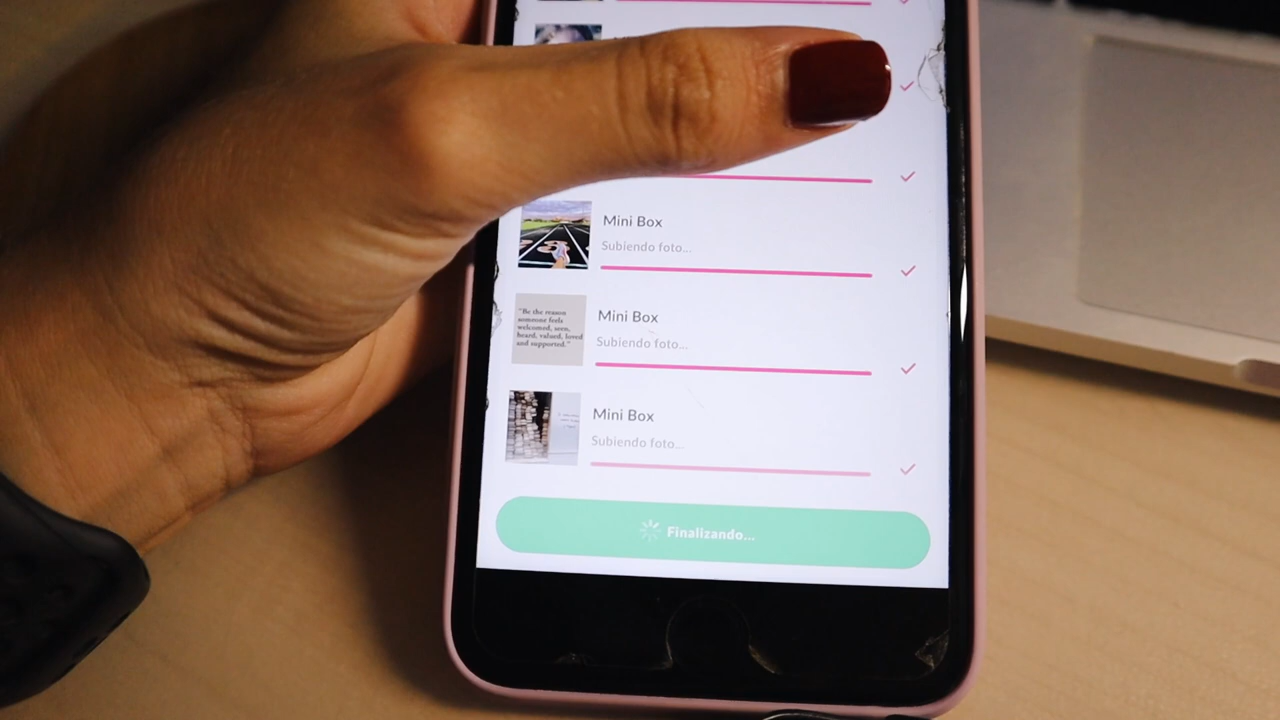 Mini Box
Subiendo foto...
Mini Box
Subiendo foto...
"Be the reason
someone feels
welcomed, seen,
heard, valued, loved
and supported."
Mini Box
Subiendo foto...
Finalizando...